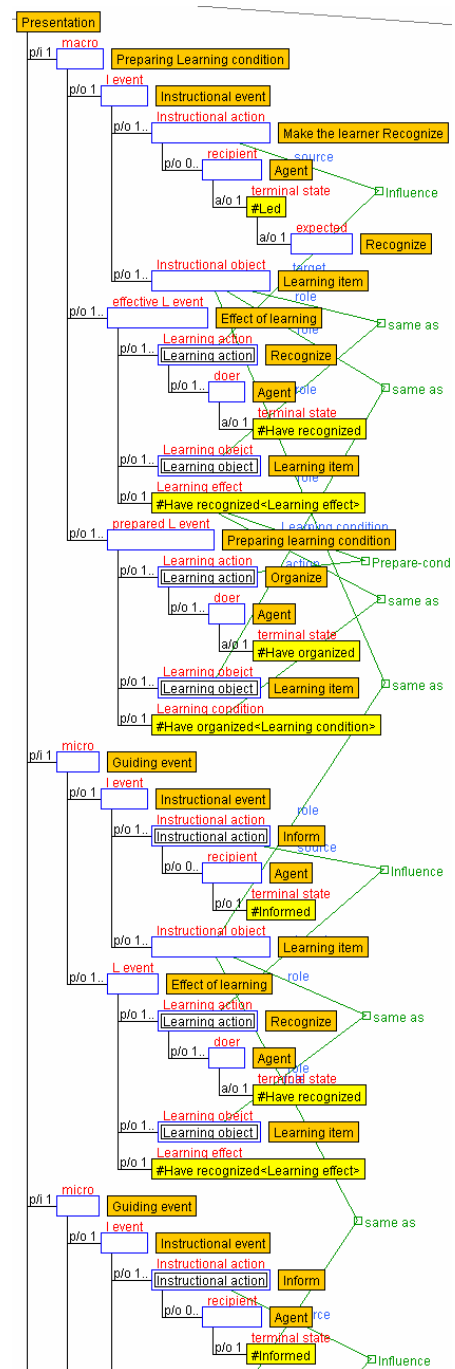 Presentation
macro
p/i 1 Preparing Learning condition
I event
p/o 1 Instructional event
Instructional action
p/o 1.. Make the learner Recognize
source
recipient
p/o 0.. Agent
terminal state
Influence
a/o 1 #Led
expected
a/o 1 Recognize
Instructional object
target
p/o 1.. Learning item
role
effective L event
p/o 1.. Effect of learning
same as
role
Learning action
p/o 1.. Learning action Recognize
doer
p/o 1.. Agent
role
same as
terminal state
a/o 1 #Have recognized
Learning obeict
p/o 1.. Learning object Learning item
Learning effect
role
p/o 1 #Have recognized<Learning effect>
prepared L event
Learning condition
p/o 1.. Preparing learning condition
Learning action
action
Prepare-cond
p/o 1.. Learning action Organize
doer
p/o 1.. Agent
same as
terminal state
a/o 1 #Have organized
Learning obeict
p/o 1.. Learning object Learning item
same as
Learning condition
p/o 1 #Have organized<Learning condition>
micro
p/i 1 Guiding event
I event
p/o 1 Instructional event
role
Instructional action
p/o 1.. Instructional action Inform
source
recipient
p/o 0.. Agent
Influence
terminal state
p/o 1 #Informed
Instructional object
p/o 1.. Learning item
L event
p/o 1.. Effect of learning
role
Learning action
p/o 1.. Learning action Recognize
same as
doer
p/o 1.. Agent
role
terminal state
a/o 1 #Have recognized
Learning obeict
p/o 1.. Learning object Learning item
Learning effect
p/o 1 #Have recognized<Learning effect>
micro
p/i 1 Guiding event
same as
I event
p/o 1 Instructional event
Instructional action
p/o 1.. Instructional action Inform
recipient
p/o 0.. Agent
terminal state
p/o 1 #Informed
Influence